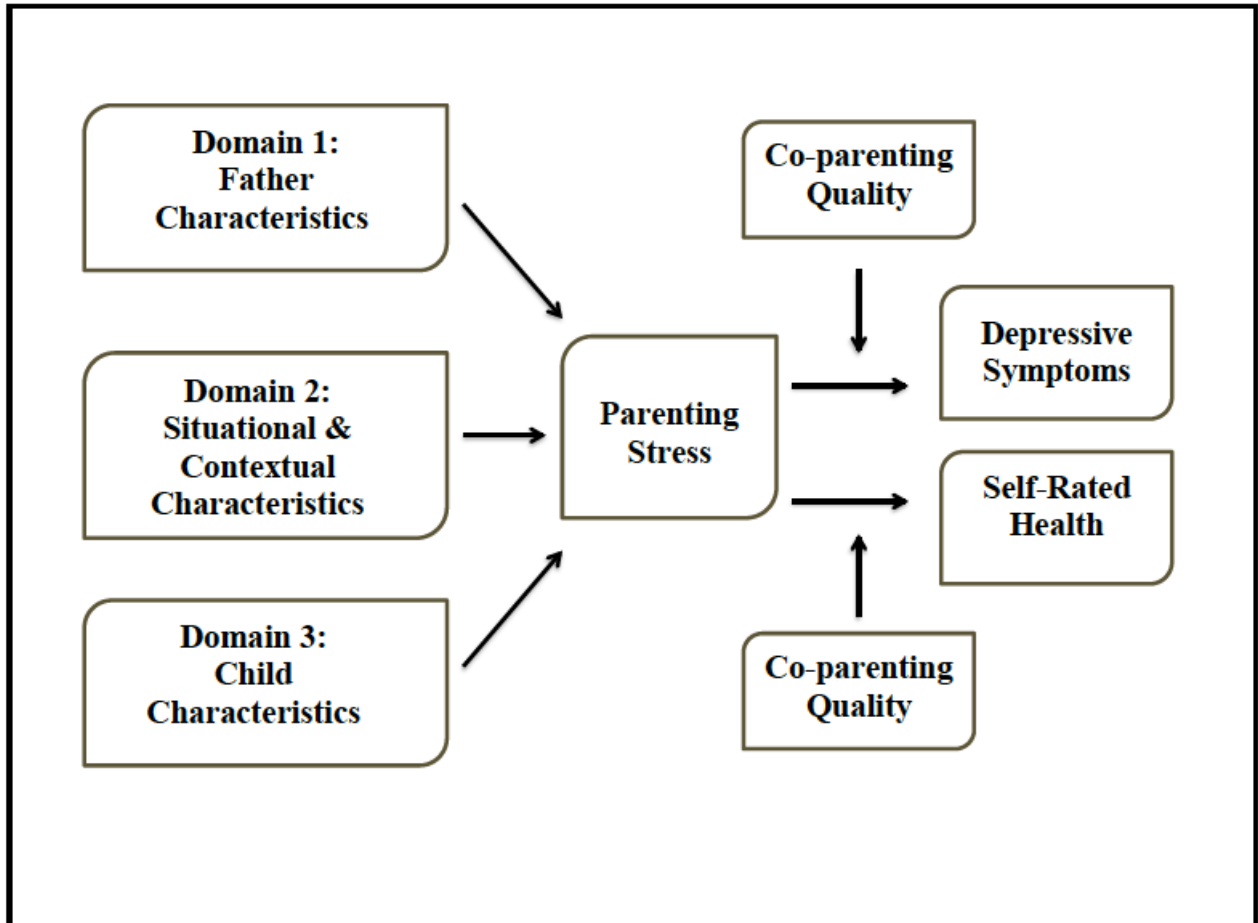 Domain 1:
Father
Characteristics
Domain 2:
Situational &
Contextual
Characteristics
Domain 3:
Child
Characteristics
Parenting
Stress
Co-parenting
Quality
Depressive
Symptoms
Self-Rated
Health
Co-parenting
Quality